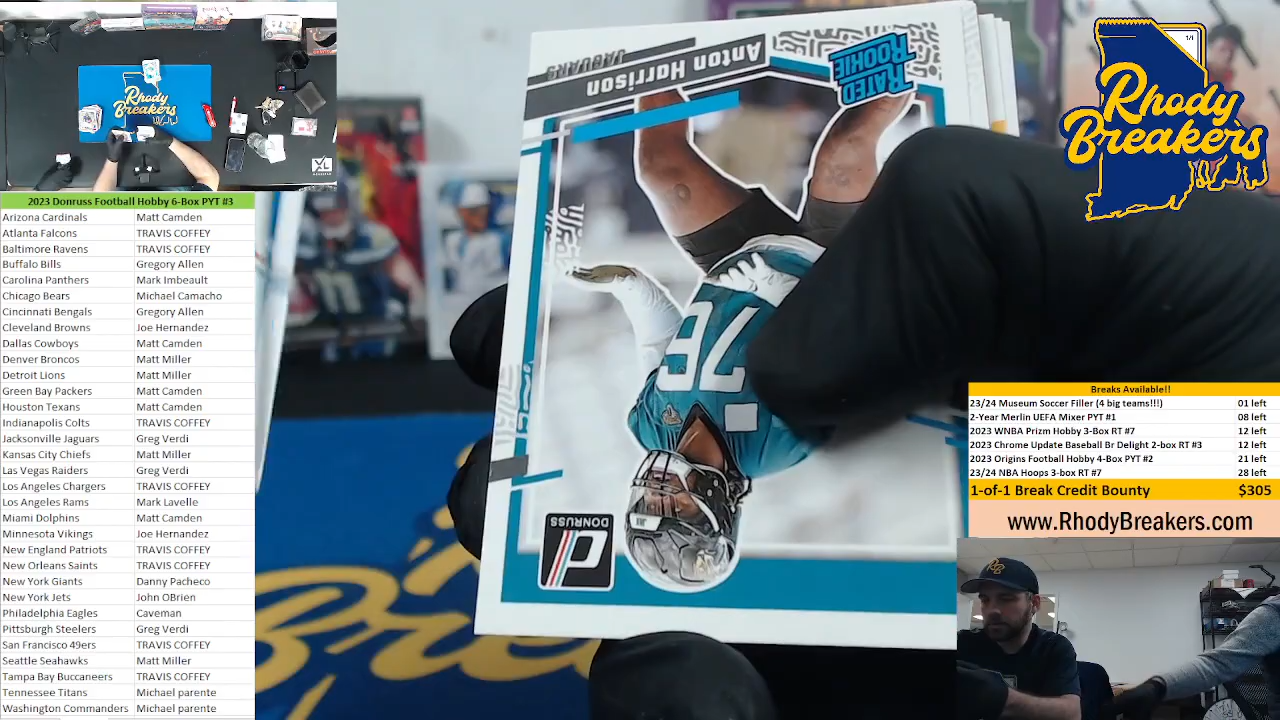 Rhody
Breakers
XL
2023 Donruss Football Hobby 6-Box PYT #3
Arizona Cardinals Matt Camden
Atlanta Falcons TRAVIS COFFEY
Baltimore Ravens TRAVIS COFFEY
Buffalo Bills Gregory Allen
Carolina Panthers Mark Imbeault
Chicago Bears Michael Camacho
Cincinnati Bengals Gregory Allen
Cleveland Browns Joe Hernandez
Dallas Cowboys Matt Camden
Denver Broncos Matt Miller
Detroit Lions Matt Miller
Green Bay Packers Matt Camden
Houston Texans Matt Camden
Indianapolis Colts TRAVIS COFFEY
Jacksonville Jaguars Greg Verdi
Kansas City Chiefs Matt Miller
Las Vegas Raiders Greg Verdi
Los Angeles Chargers TRAVIS COFFEY
Los Angeles Rams Mark Lavelle
Miami Dolphins Matt Camden
Minnesota Vikings Joe Hernandez
New England Patriots TRAVIS COFFEY
New Orleans Saints TRAVIS COFFEY
New York Giants Danny Pacheco
New York Jets John OBrien
Philadelphia Eagles Caveman
Pittsburgh Steelers Greg Verdi
San Francisco 49ers TRAVIS COFFEY
Seattle Seahawks Matt Miller
Tampa Bay Buccaneers TRAVIS COFFEY
Tennessee Titans Michael parente
Washington Commanders Michael parente
RATED
ROOKIE
Anton Harrison
JAGUARS
76
DONRUSS
1/1
Rhody
Breakers
Breaks Available!!
23/24 Museum Soccer Filler (4 big teams!!!) 01 left
2-Year Merlin UEFA Mixer PYT #1 08 left
2023 WNBA Prizm Hobby 3-Box RT #7 12 left
2023 Chrome Update Baseball Br Delight 2-box RT #3 12 left
2023 Origins Football Hobby 4-Box PYT #2 21 left
23/24 NBA Hoops 3-box RT #7 28 left
1-of-1 Break Credit Bounty $305
www.RhodyBreakers.com
RB